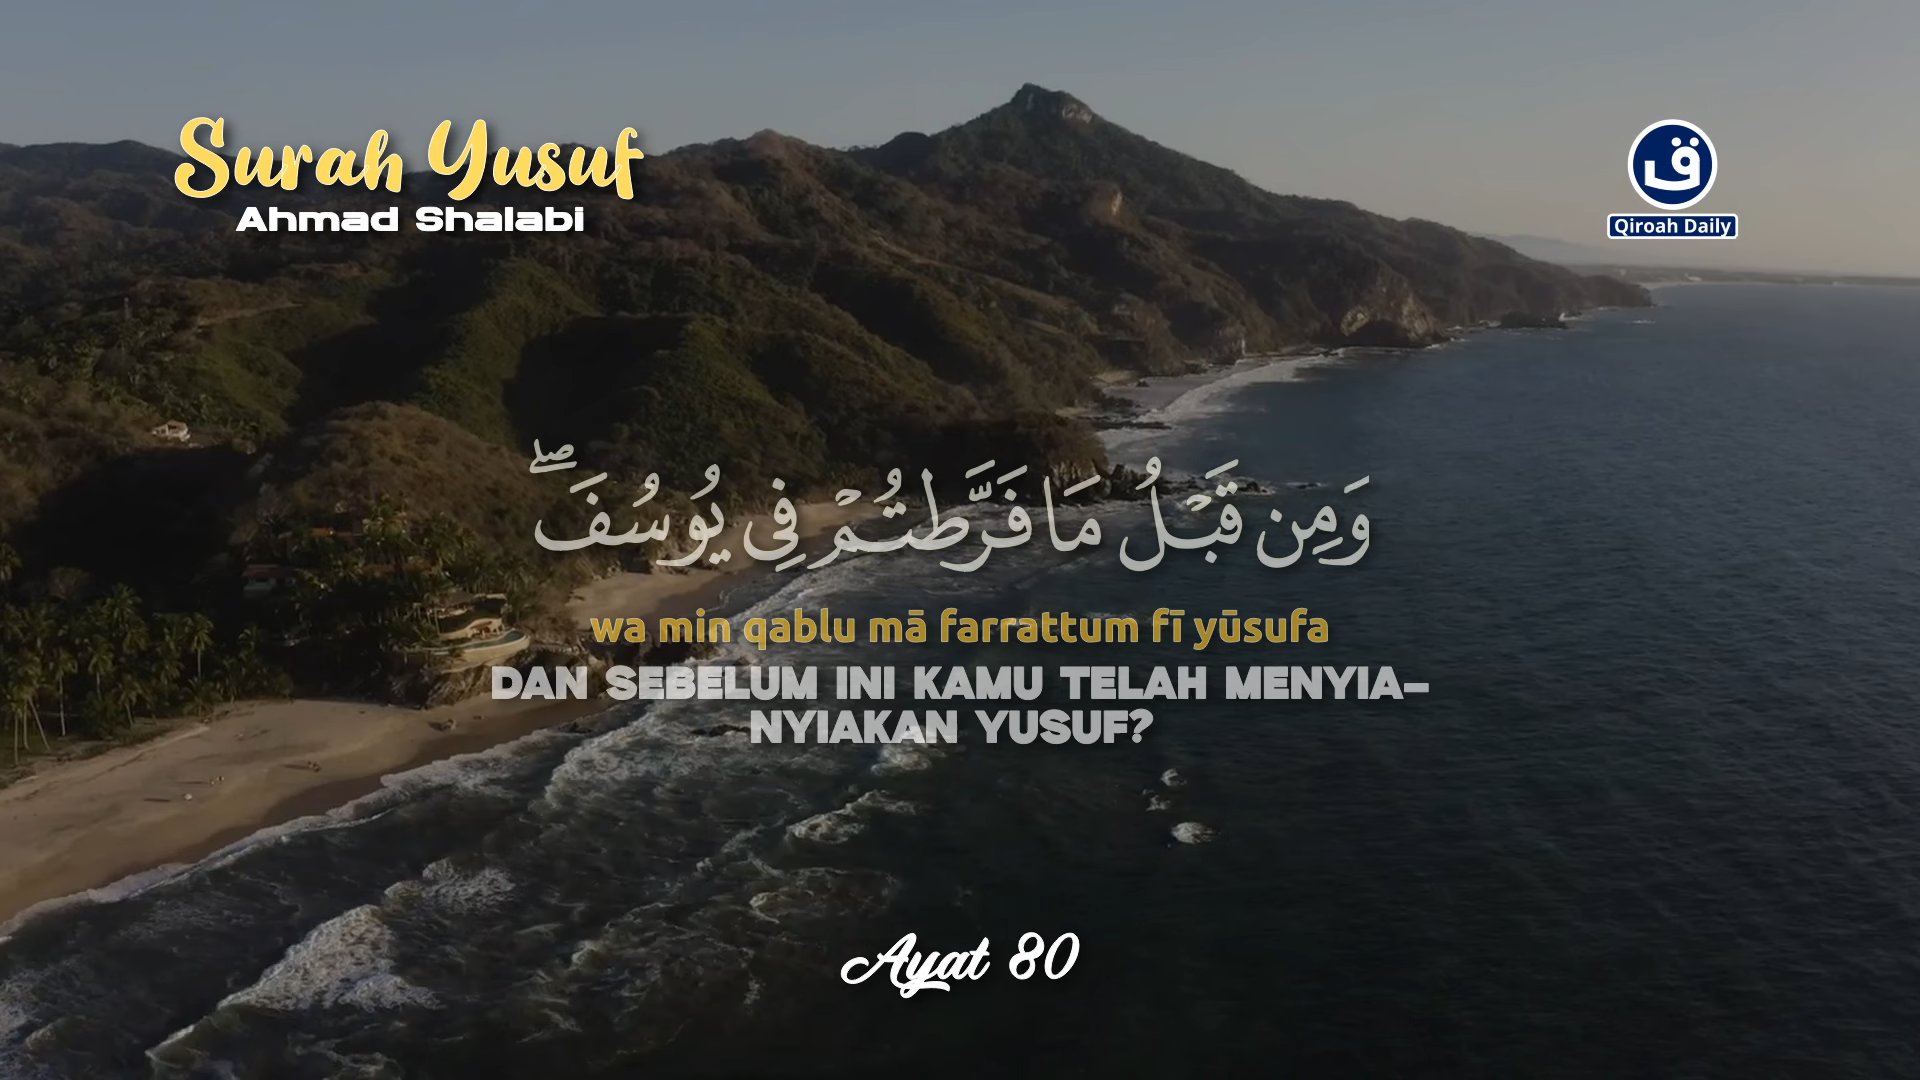 Surah Yusuf
Ahmad Shalabi
ق
Qiroah Daily
وَمِن قَبْلُ مَا فَرَّطتُمْ فِي يُوسُفَ ۖ
wa min qablu mā farrattum fī yūsufa
DAN SEBELUM INI KAMU TELAH MENYIA-
NYIAKAN YUSUF?
Ayat 80